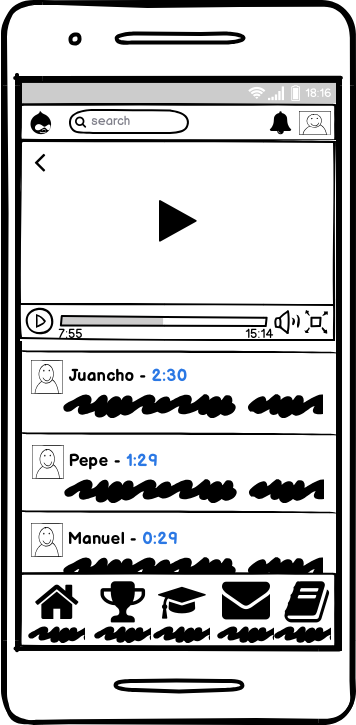 18:16
search
7:55 15:14
Juancho - 2:30
Pepe - 1:29
Manuel - 0:29